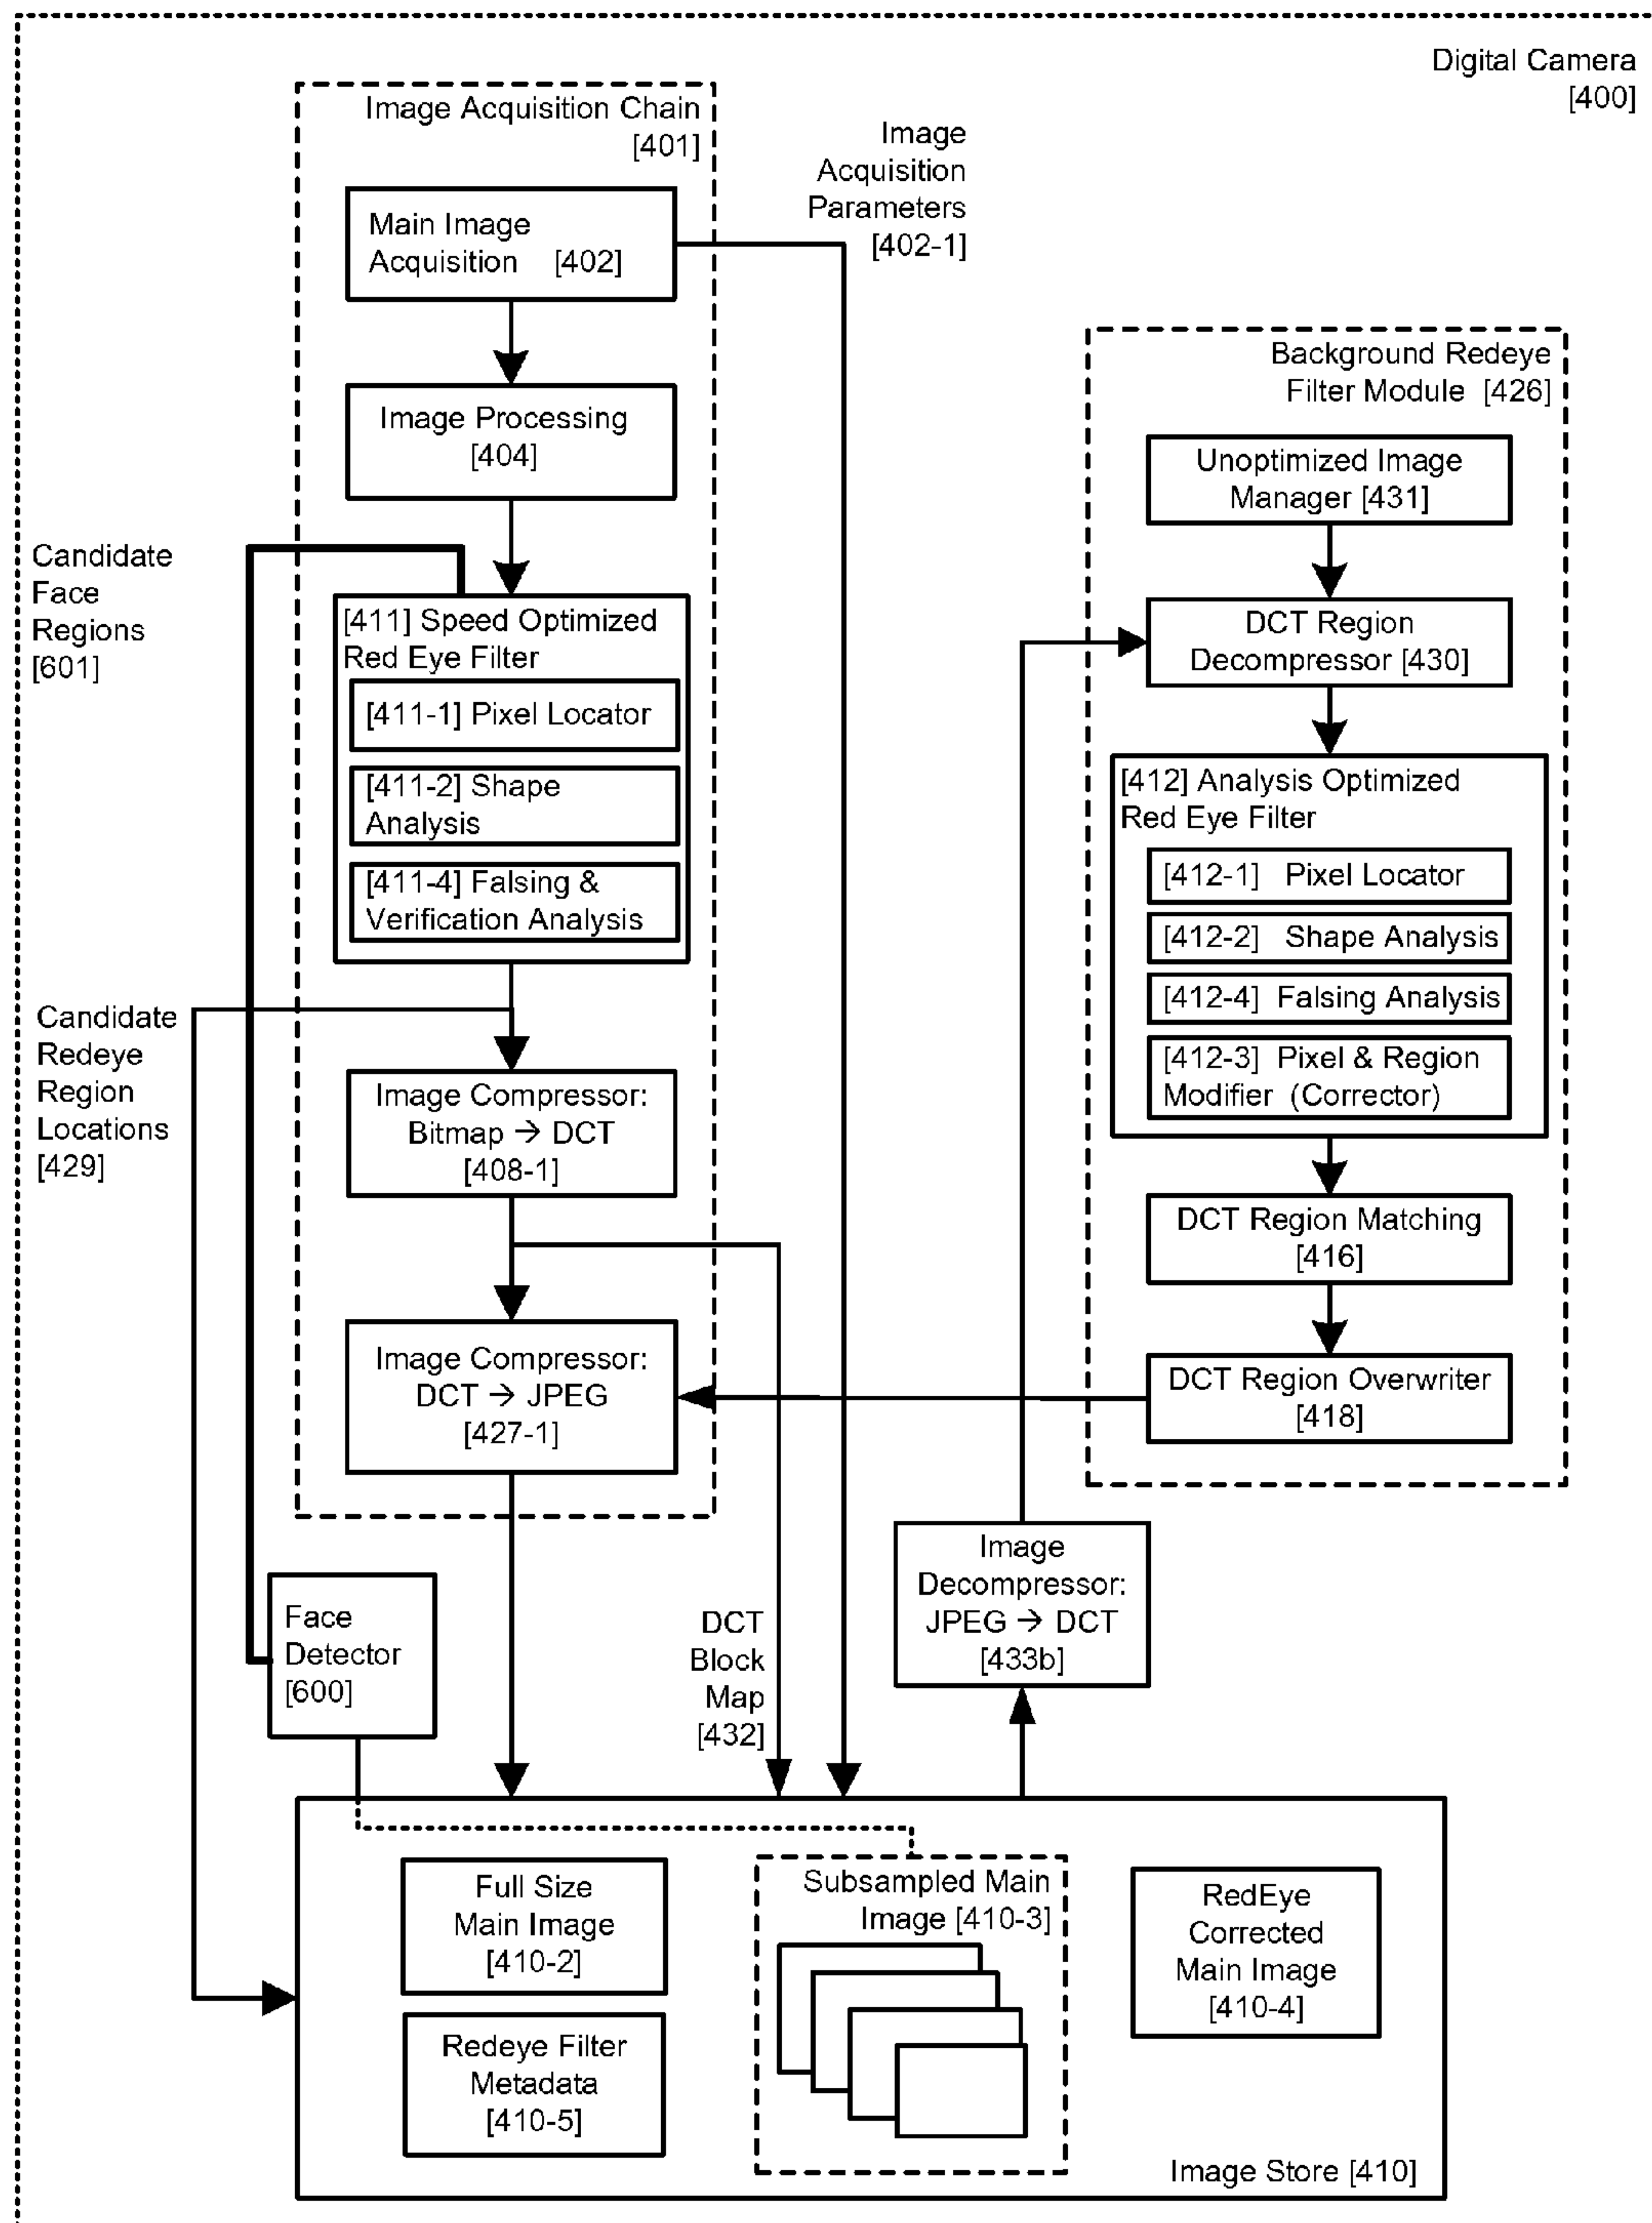 Digital Camera
[400]
Image Acquisition Chain
[401]
Image
Acquisition
Parameters
[402-1]
Main Image
Acquisition [402]
Image Processing
[404]
Candidate
Face
Regions
[601]
[411] Speed Optimized
Red Eye Filter
[411-1] Pixel Locator
[411-2] Shape
Analysis
[411-4] Falsing &
Verification Analysis
Candidate
Redeye
Region
Locations
[429]
Image Compressor:
Bitmap → DCT
[408-1]
Image Compressor:
DCT → JPEG
[427-1]
Background Redeye
Filter Module [426]
Unoptimized Image
Manager [431]
DCT Region
Decompressor [430]
[412] Analysis Optimized
Red Eye Filter
[412-1] Pixel Locator
[412-2] Shape Analysis
[412-4] Falsing Analysis
[412-3] Pixel & Region
Modifier (Corrector)
DCT Region Matching
[416]
DCT Region Overwriter
[418]
Face
Detector
[600]
DCT
Block
Map
[432]
Image
Decompressor:
JPEG → DCT
[433b]
Full Size
Main Image
[410-2]
Redeye Filter
Metadata
[410-5]
Subsampled Main
Image [410-3]
RedEye
Corrected
Main Image
[410-4]
Image Store [410]